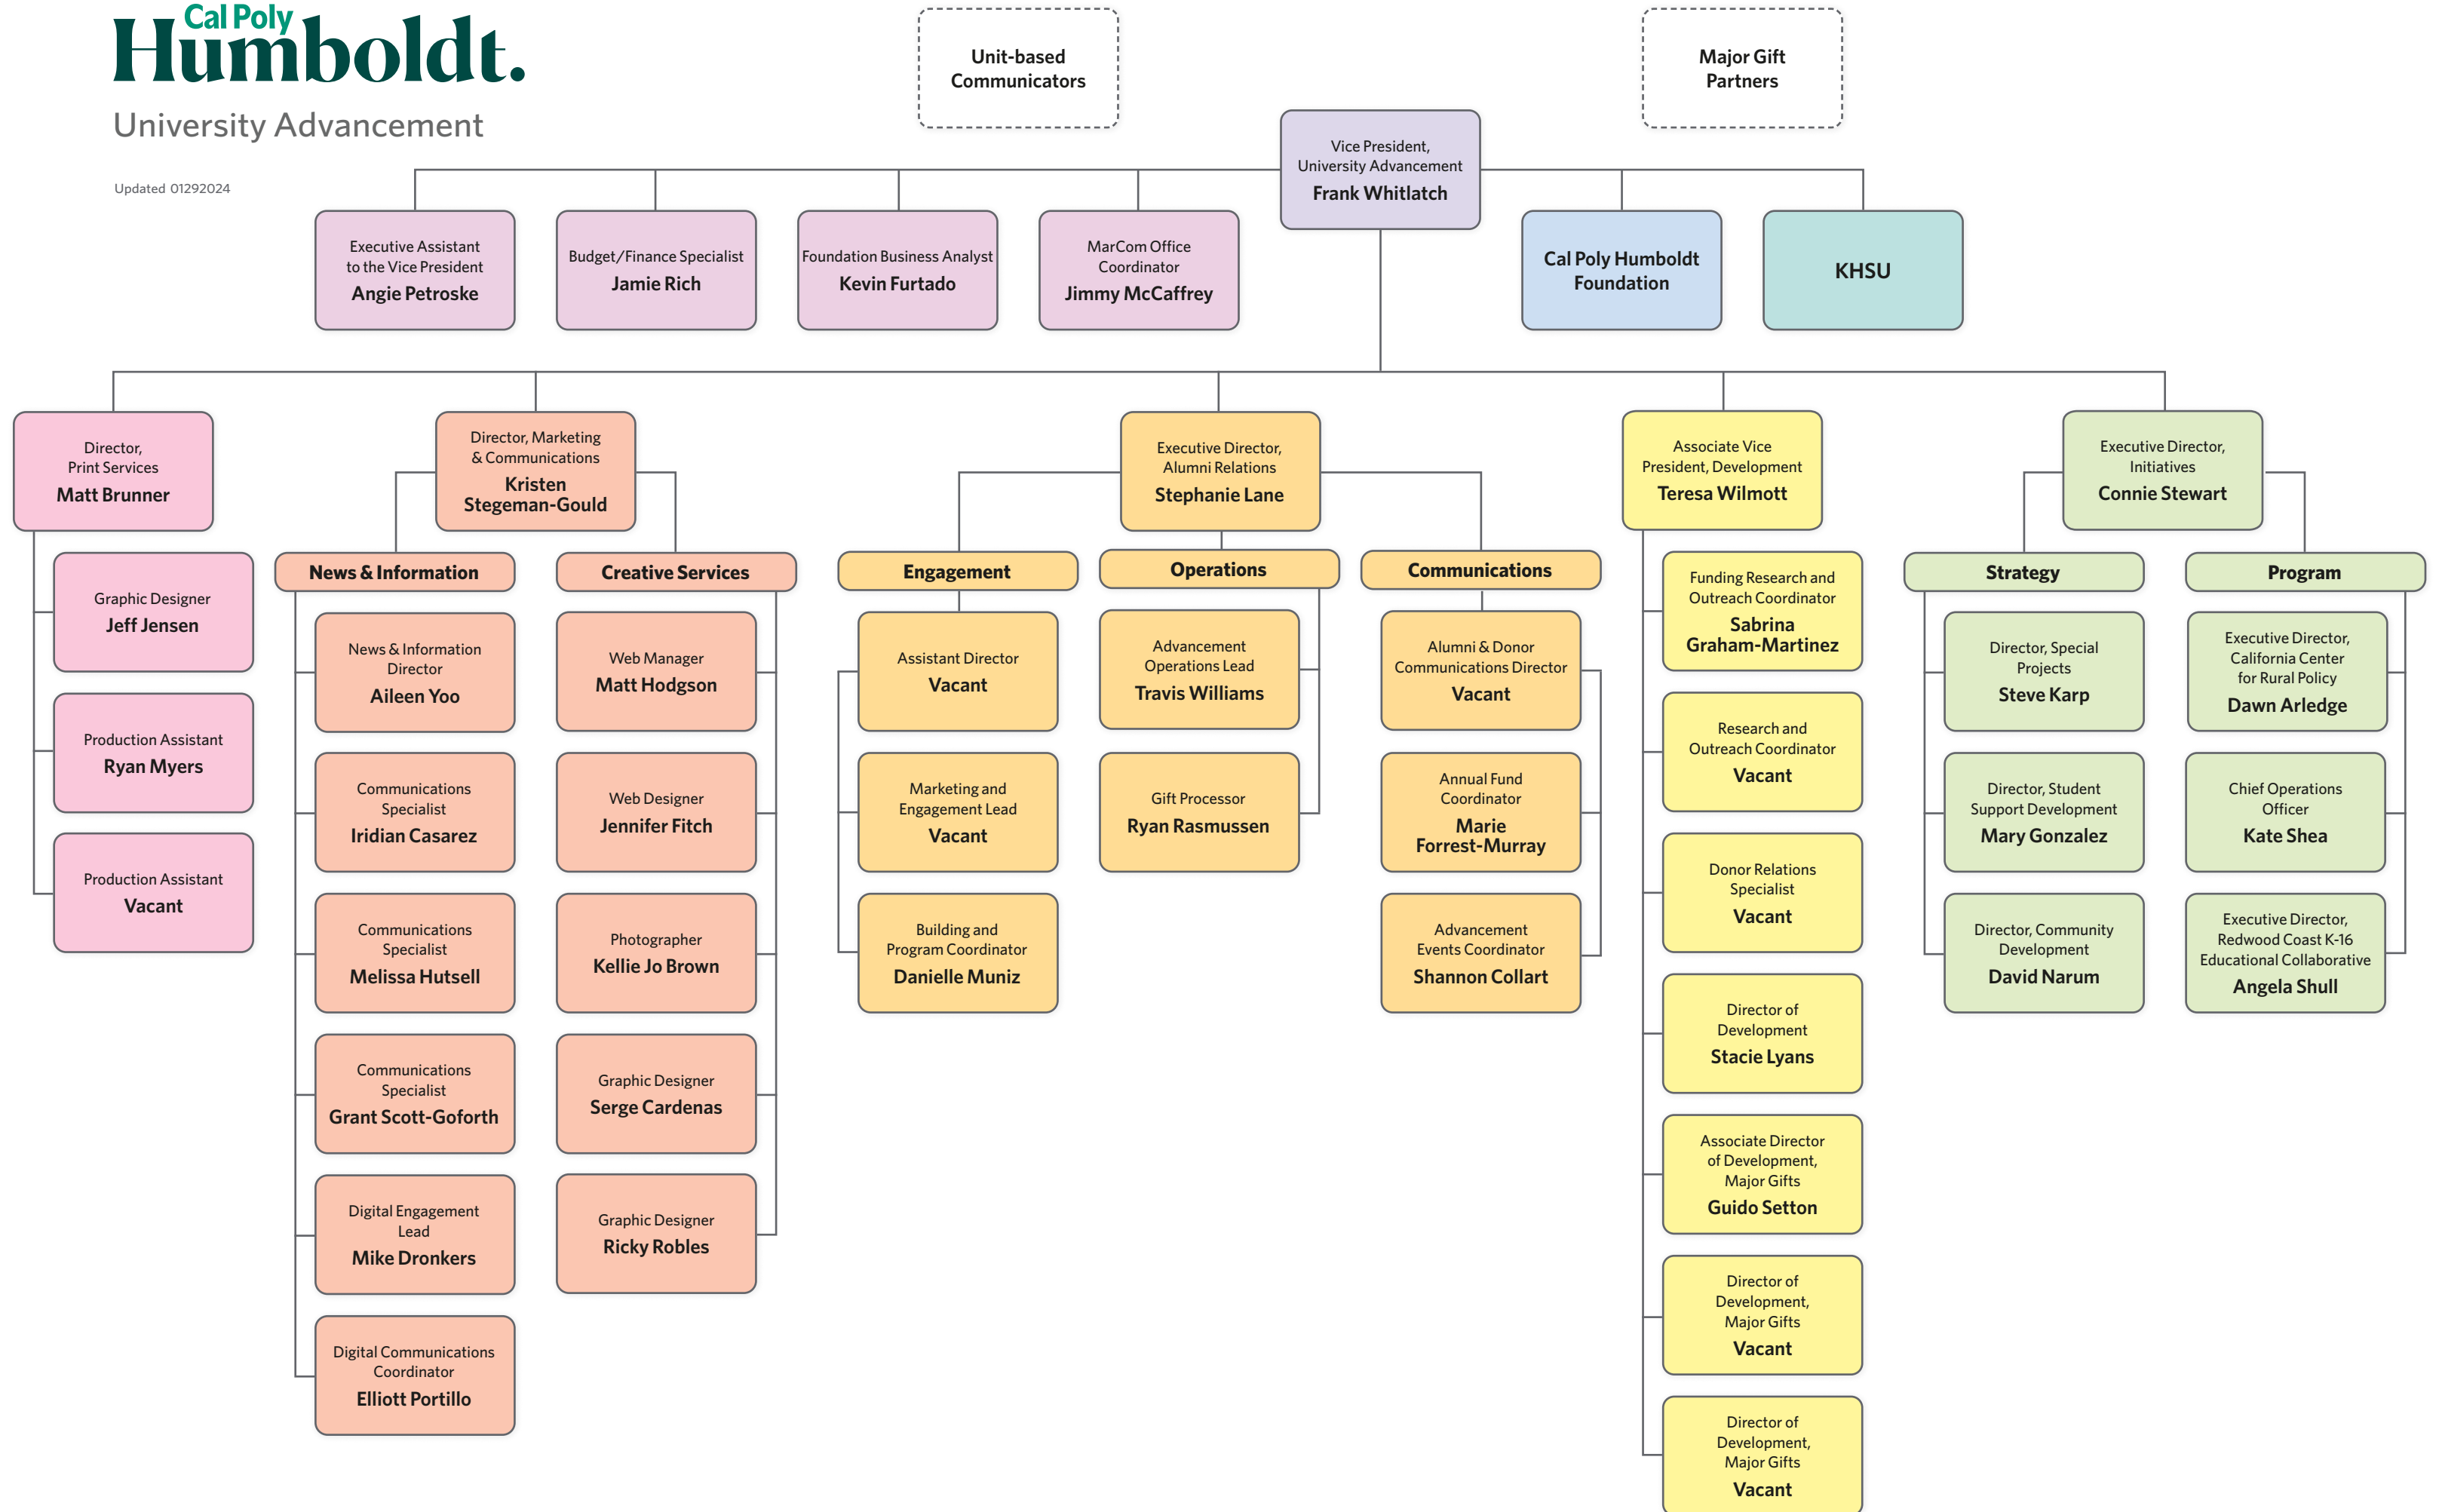 Cal Poly
Humboldt.
University Advancement
Updated 01292024
Unit-based
Communicators
Major Gift
Partners
Vice President,
University Advancement
Frank Whitlatch
Executive Assistant
to the Vice President
Angie Petroske
Budget/Finance Specialist
Jamie Rich
Foundation Business Analyst
Kevin Furtado
MarCom Office
Coordinator
Jimmy McCaffrey
Cal Poly Humboldt
Foundation
KHSU
Director,
Print Services
Matt Brunner
Graphic Designer
Jeff Jensen
Production Assistant
Ryan Myers
Production Assistant
Vacant
Director, Marketing
& Communications
Kristen
Stegeman-Gould
News & Information
News & Information
Director
Aileen Yoo
Communications
Specialist
Iridian Casarez
Communications
Specialist
Melissa Hutsell
Communications
Specialist
Grant Scott-Goforth
Digital Engagement
Lead
Mike Dronkers
Digital Communications
Coordinator
Elliott Portillo
Creative Services
Web Manager
Matt Hodgson
Web Designer
Jennifer Fitch
Photographer
Kellie Jo Brown
Graphic Designer
Serge Cardenas
Graphic Designer
Ricky Robles
Executive Director,
Alumni Relations
Stephanie Lane
Engagement
Assistant Director
Vacant
Marketing and
Engagement Lead
Vacant
Building and
Program Coordinator
Danielle Muniz
Operations
Advancement
Operations Lead
Travis Williams
Gift Processor
Ryan Rasmussen
Communications
Alumni & Donor
Communications Director
Vacant
Annual Fund
Coordinator
Marie
Forrest-Murray
Advancement
Events Coordinator
Shannon Collart
Associate Vice
President, Development
Teresa Wilmott
Funding Research and
Outreach Coordinator
Sabrina
Graham-Martinez
Research and
Outreach Coordinator
Vacant
Donor Relations
Specialist
Vacant
Director of
Development
Stacie Lyans
Associate Director
of Development,
Major Gifts
Guido Setton
Director of
Development,
Major Gifts
Vacant
Director of
Development,
Major Gifts
Vacant
Executive Director,
Initiatives
Connie Stewart
Strategy
Director, Special
Projects
Steve Karp
Director, Student
Support Development
Mary Gonzalez
Director, Community
Development
David Narum
Program
Executive Director,
California Center
for Rural Policy
Dawn Arledge
Chief Operations
Officer
Kate Shea
Executive Director,
Redwood Coast K-16
Educational Collaborative
Angela Shull